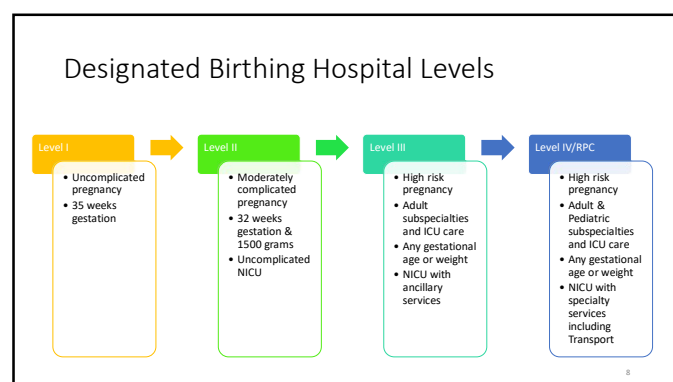 Designated Birthing Hospital Levels
Level I
• Uncomplicated
pregnancy
• 35 weeks
gestation
Level II
• Moderately
complicated
pregnancy
• 32 weeks
gestation &
1500 grams
• Uncomplicated
NICU
Level III
• High risk
pregnancy
• Adult
subspecialties
and ICU care
• Any gestational
age or weight
• NICU with
ancillary
services
Level IV/RPC
• High risk
pregnancy
• Adult &
Pediatric
subspecialties
and ICU care
• Any gestational
age or weight
• NICU with
specialty
services
including
Transport
8